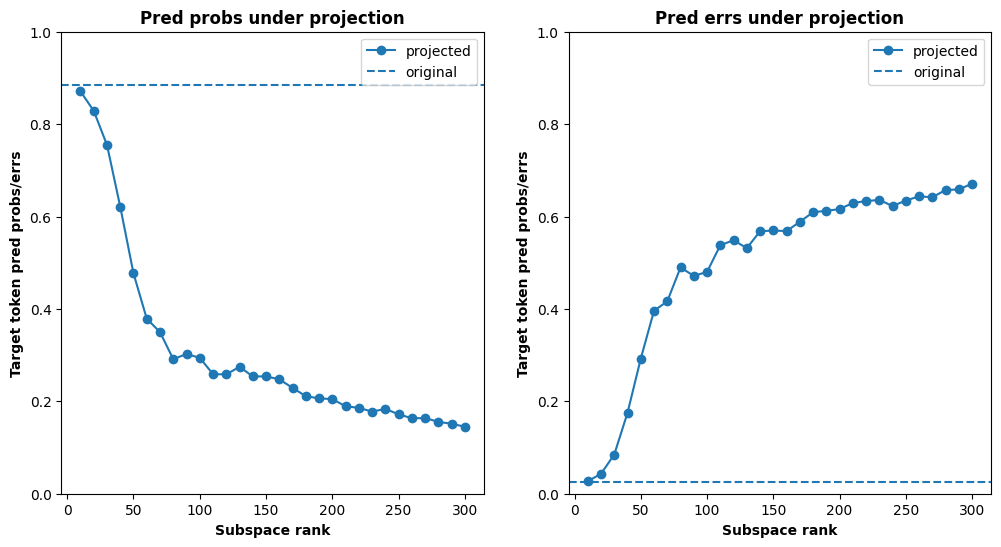 Pred probs under projection
Target token pred probs/errs
1.0
0.8
0.6
0.4
0.2
0.0
projected
original
0 50 100 150 200 250 300
Subspace rank
Pred errs under projection
Target token pred probs/errs
1.0
0.8
0.6
0.4
0.2
0.0
projected
original
0 50 100 150 200 250 300
Subspace rank